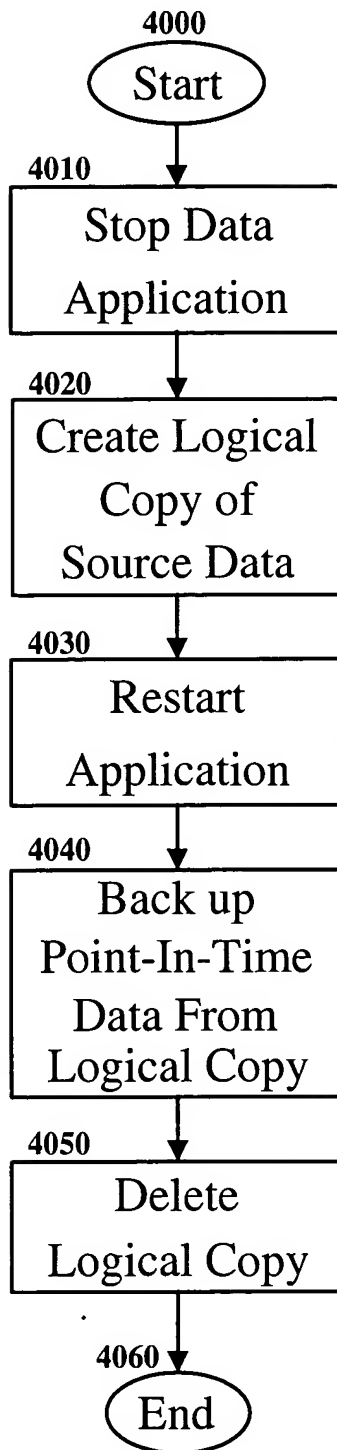 4000
Start
4010
Stop Data
Application
4020
Create Logical
Copy of
Source Data
4030
Restart
Application
4040
Back up
Point-In-Time
Data From
Logical Copy
4050
Delete
Logical Copy
4060
End